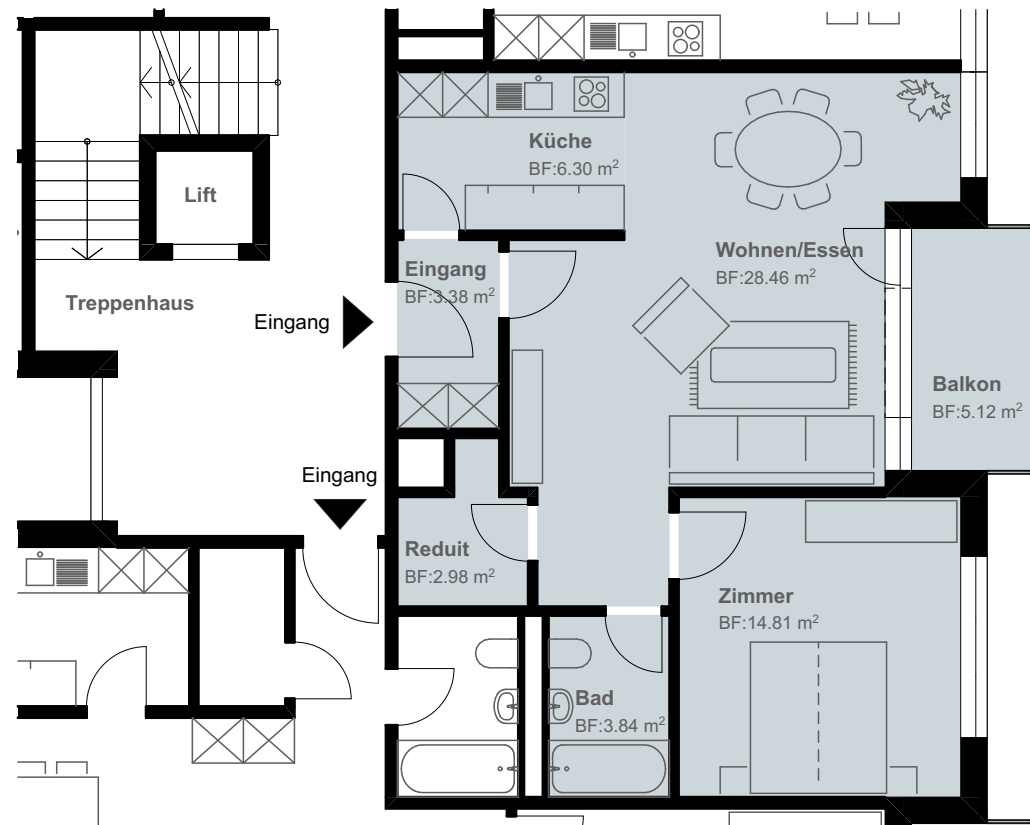 Küche
BF:6.30 m²
Lift
Wohnen/Essen
BF:28.46 m²
Eingang
BF:3.38 m²
Treppenhaus
Eingang
Balkon
BF:5.12 m²
Eingang
Reduit
BF:2.98 m²
Zimmer
BF:14.81 m²
Bad
BF:3.84 m²